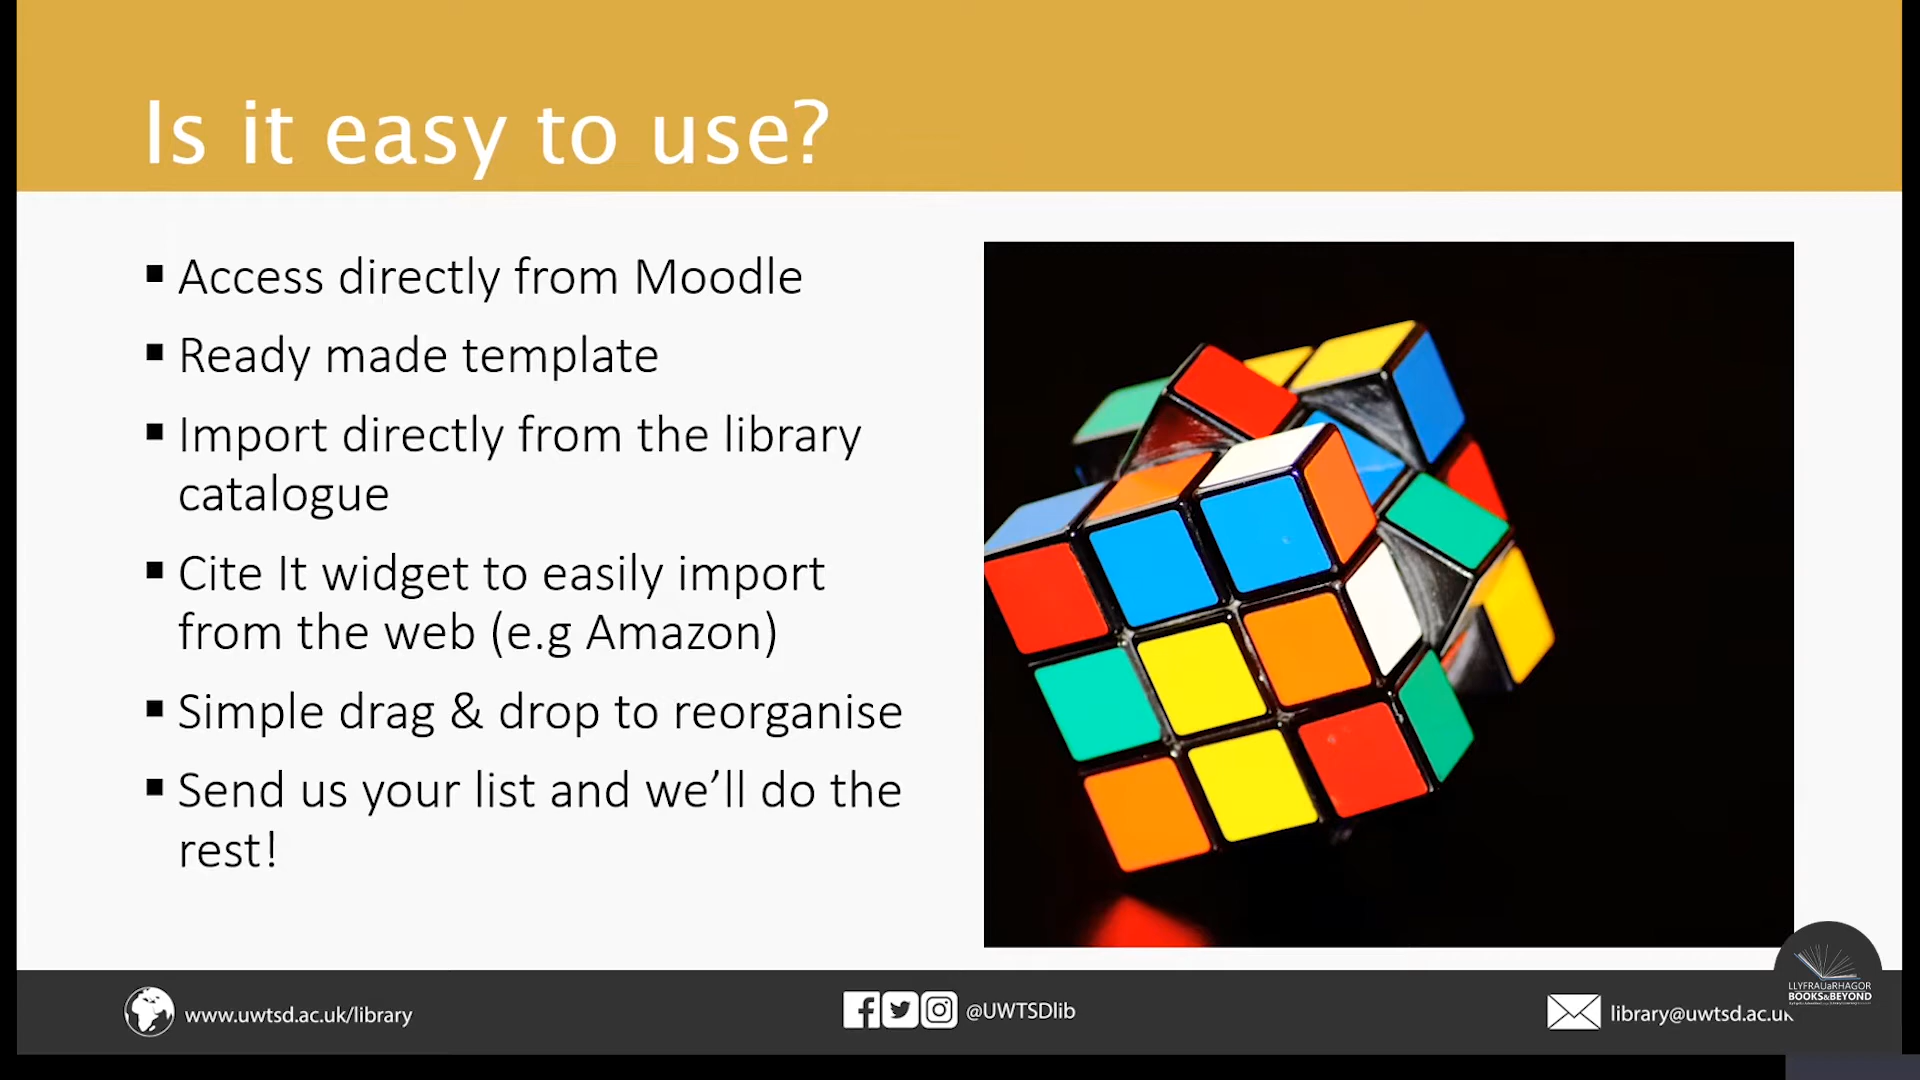 Is it easy to use?
Access directly from Moodle
Ready made template
Import directly from the library
catalogue
Cite It widget to easily import
from the web (e.g Amazon)
Simple drag & drop to reorganise
Send us your list and we’ll do the
rest!
www.uwtsd.ac.uk/library
@UWTSDlib
library@uwtsd.ac.uk
LLYFRAUaRHAGOR
BOOKS&BEYOND